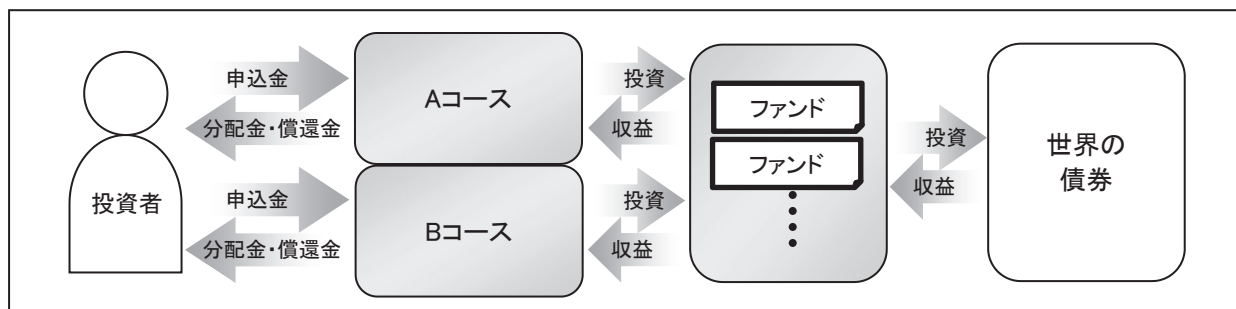 申込金
分配金・償還金
Aコース
投資
収益
投資者
申込金
分配金・償還金
Bコース
投資
収益
ファンド
ファンド
投資
収益
世界の
債券